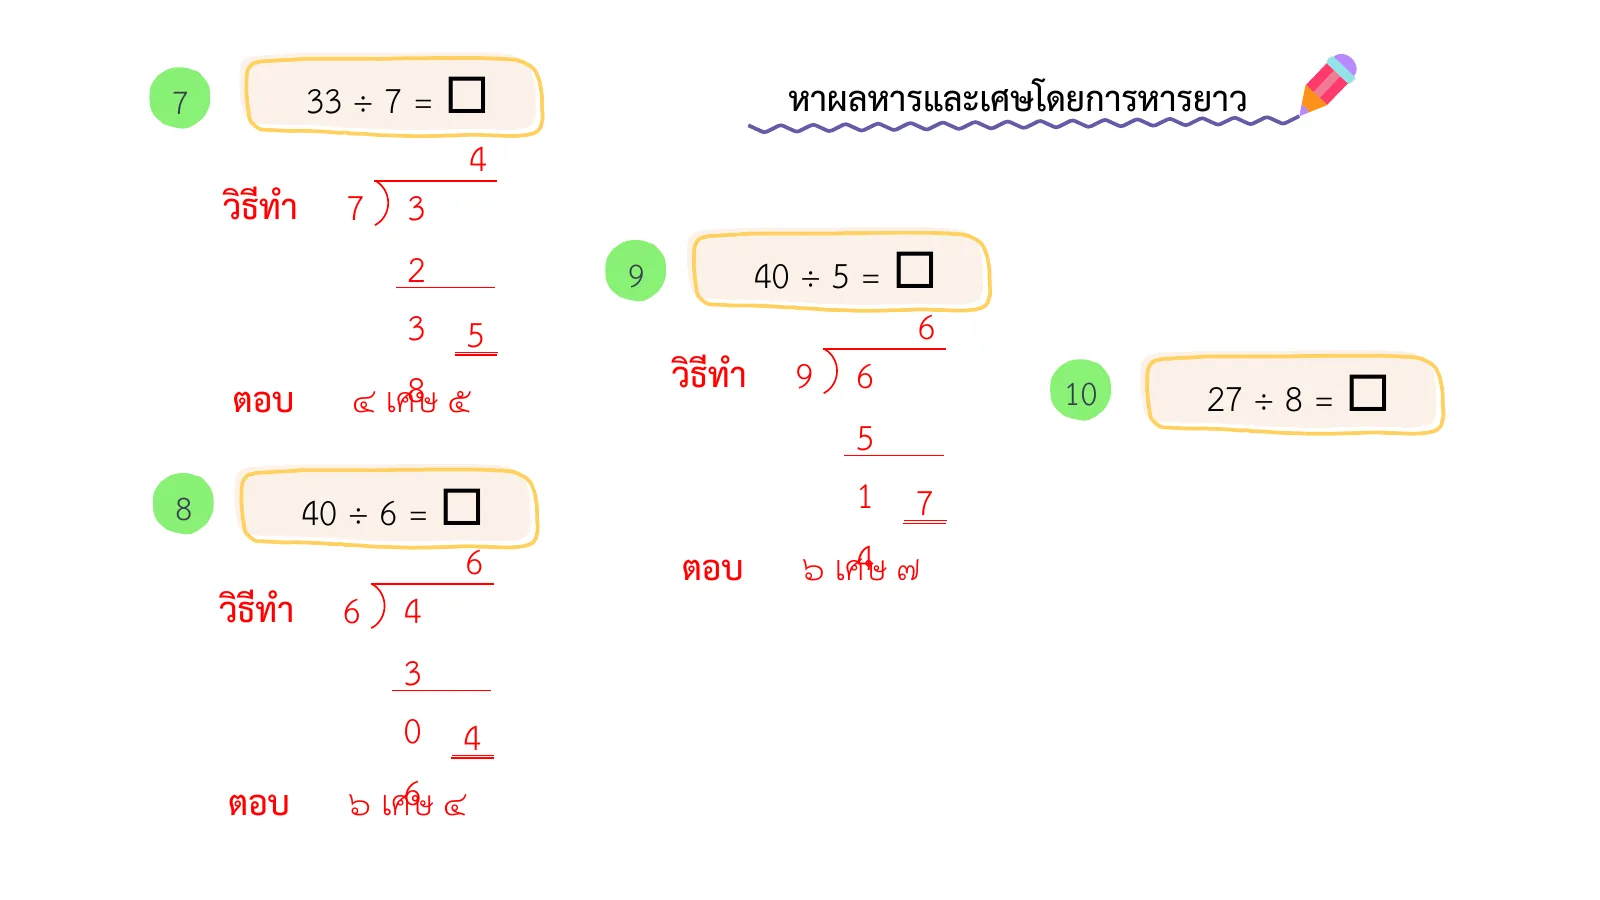 หาผลหารและเศษโดยการหารยาว
7
33 ÷ 7 = □
4
วิธีทำ 7 ) 3
2
3 5
8
ตอบ ๔ เศษ ๕
8
40 ÷ 6 = □
6
วิธีทำ 6 ) 4
3
0 4
6
ตอบ ๖ เศษ ๔
9
40 ÷ 5 = □
6
วิธีทำ 9 ) 6
5
1 7
4
ตอบ ๖ เศษ ๗
10
27 ÷ 8 = □